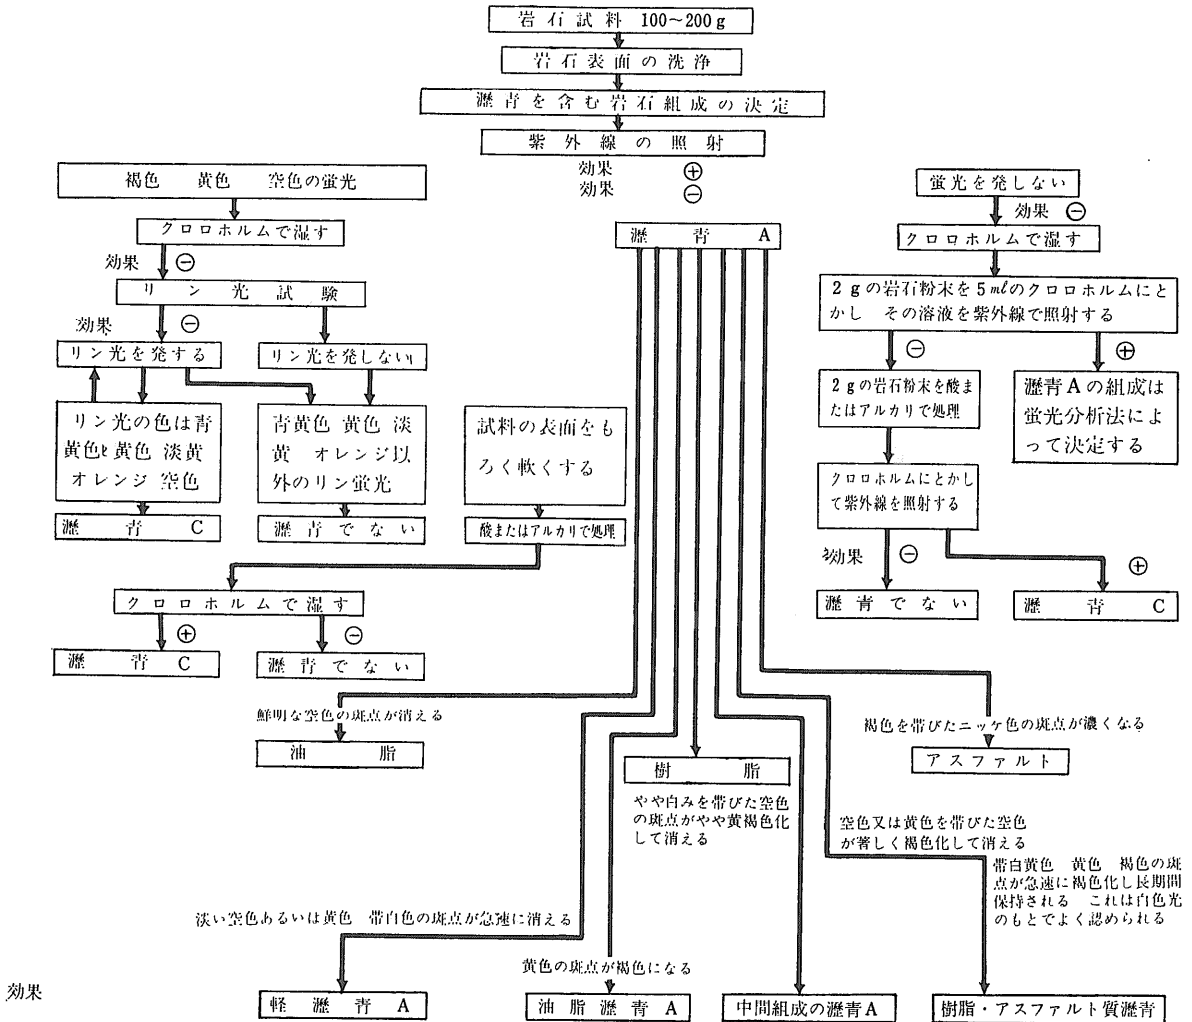 岩石試料 100~200g
岩石表面の洗浄
瀝青を含む岩石組成の決定
紫外線の照射
効果 ⊕
効果 ⊖
褐色 黄色 空色の蛍光
クロロホルムで湿す
効果 ⊖
リン光試験
効果 ⊖
リン光を発する
リン光を発しない
リン光の色は青
黄色と黄色 淡黄
オレンジ 空色
瀝青C
青黄色 黄色 淡
黄 オレンジ以
外のリン蛍光
瀝青でない
試料の表面をも
ろく軟くする
酸またはアルカリで処理
クロロホルムで湿す
⊕
⊖
瀝青C
瀝青でない
瀝青A
蛍光を発しない
効果 ⊖
クロロホルムで湿す
2gの岩石粉末を5mlのクロロホルムにと
かし その溶液を紫外線で照射する
⊖
⊕
2gの岩石粉末を酸ま
たはアルカリで処理
瀝青Aの組成は
蛍光分析法によ
って決定する
クロロホルムにとかし
て紫外線を照射する
効果 ⊖
⊕
瀝青でない
瀝青C
鮮明な空色の斑点が消える
油脂
樹脂
やや白みを帯びた空色
の斑点がやや黄褐色化
して消える
褐色を帯びたニッケ色の斑点が濃くなる
アスファルト
空色又は黄色を帯びた空色
が著しく褐色化して消える
帯白黄色 黄色 褐色の斑
点が急速に褐色化し長期間
保持される これは白色光
のもとでよく認められる
淡い空色あるいは黄色 帯白色の斑点が急速に消える
黄色の斑点が褐色になる
効果
軽瀝青A
油脂瀝青A
中間組成の瀝青A
樹脂・アスファルト質瀝青